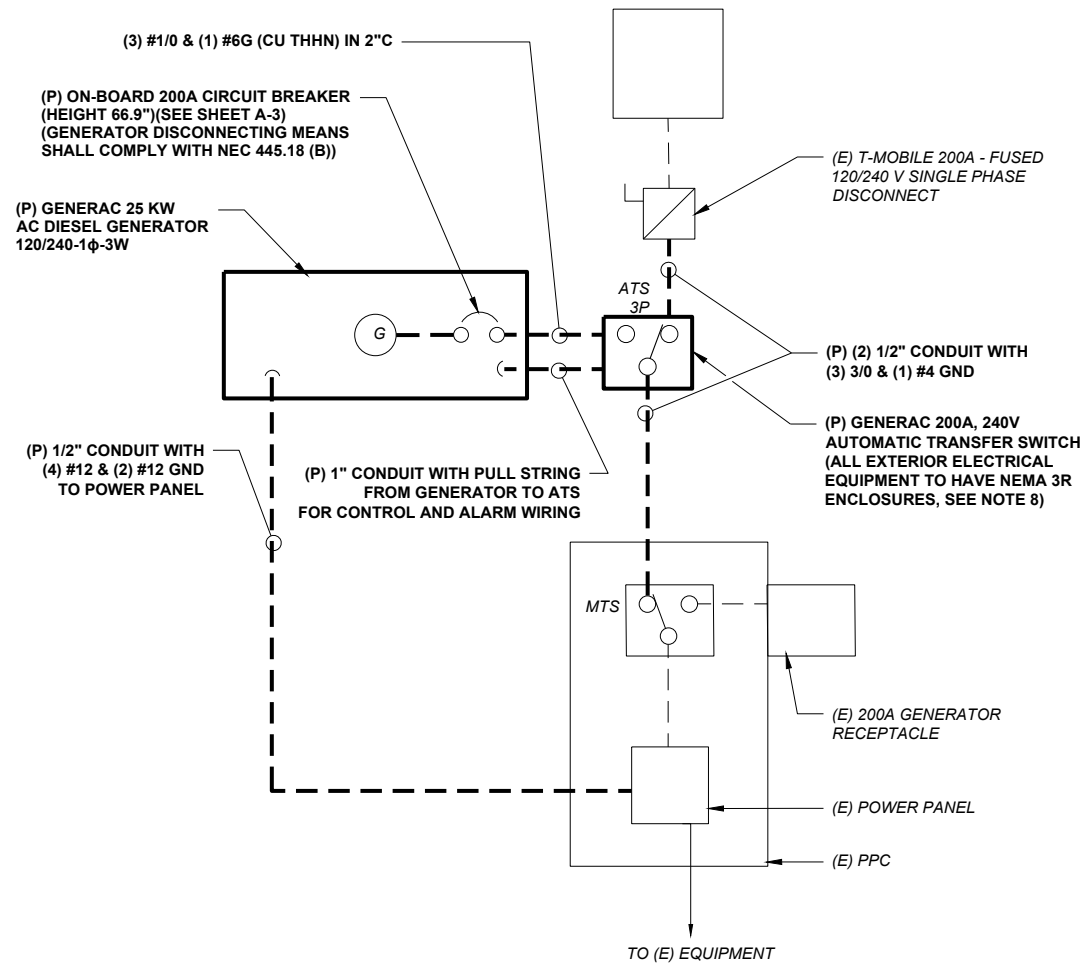 (3) #1/0 & (1) #6G (CU THHN) IN 2"C
(P) ON-BOARD 200A CIRCUIT BREAKER
(HEIGHT 66.9")(SEE SHEET A-3)
(GENERATOR DISCONNECTING MEANS
SHALL COMPLY WITH NEC 445.18 (B))
(E) T-MOBILE 200A - FUSED
120/240 V SINGLE PHASE
DISCONNECT
(P) GENERAC 25 KW
AC DIESEL GENERATOR
120/240-1ϕ-3W
ATS
3P
G
(P) (2) 1/2" CONDUIT WITH
(3) 3/0 & (1) #4 GND
(P) GENERAC 200A, 240V
AUTOMATIC TRANSFER SWITCH
(ALL EXTERIOR ELECTRICAL
EQUIPMENT TO HAVE NEMA 3R
ENCLOSURES, SEE NOTE 8)
(P) 1/2" CONDUIT WITH
(4) #12 & (2) #12 GND
TO POWER PANEL
(P) 1" CONDUIT WITH PULL STRING
FROM GENERATOR TO ATS
FOR CONTROL AND ALARM WIRING
MTS
(E) 200A GENERATOR
RECEPTACLE
(E) POWER PANEL
(E) PPC
TO (E) EQUIPMENT